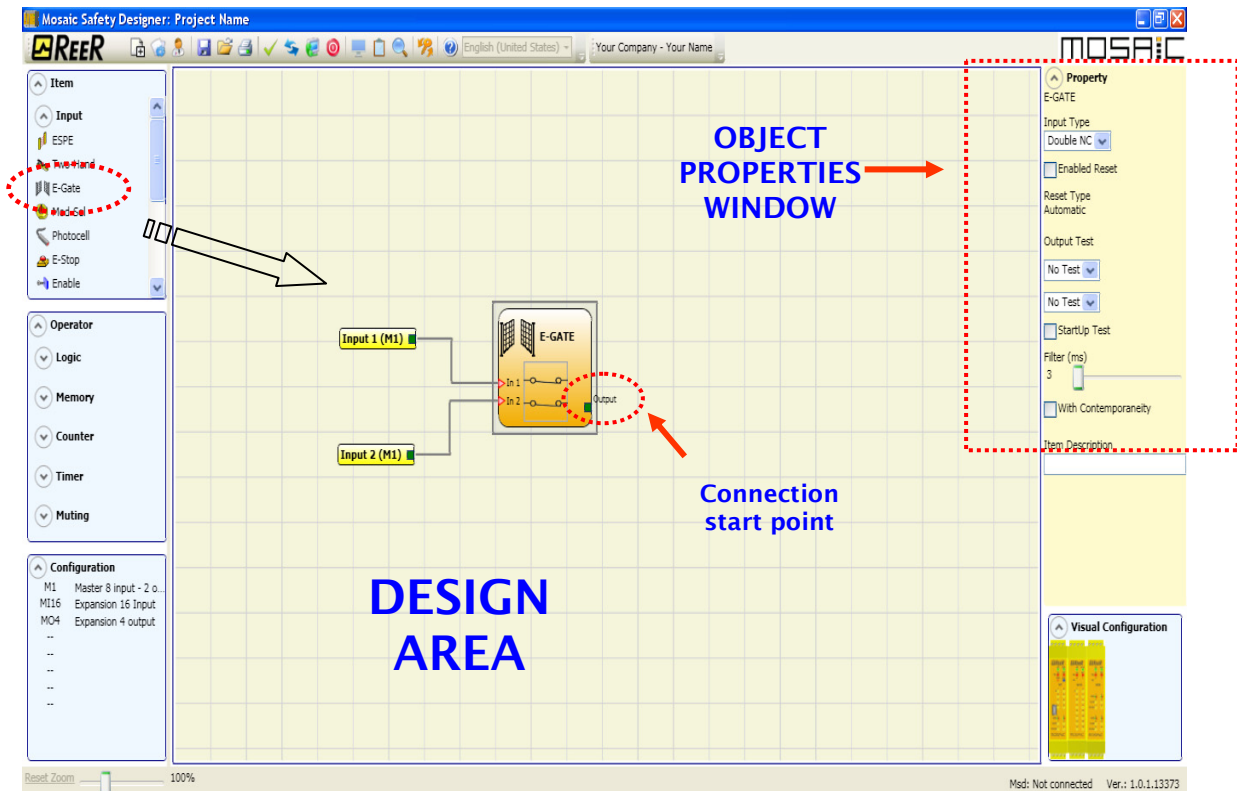 Mosaic Safety Designer: Project Name
REER
English (United States)
Your Company - Your Name
MOSAIC
Item
Input
ESPE
Two-Hand
E-Gate
Mod-Sel
Photocell
E-Stop
Enable
Operator
Logic
Memory
Counter
Timer
Muting
Configuration
M1 Master 8 input - 2 o...
MI16 Expansion 16 Input
MO4 Expansion 4 output
--
--
--
--
--
OBJECT
PROPERTIES
WINDOW
Input 1 (M1)
E-GATE
In 1
In 2
Output
Input 2 (M1)
Connection
start point
DESIGN
AREA
Property
E-GATE
Input Type
Double NC
Enabled Reset
Reset Type
Automatic
Output Test
No Test
No Test
StartUp Test
Filter (ms)
3
With Contemporaneity
Item Description
Visual Configuration
Reset Zoom
100%
Msd: Not connected Ver.: 1.0.1.13373